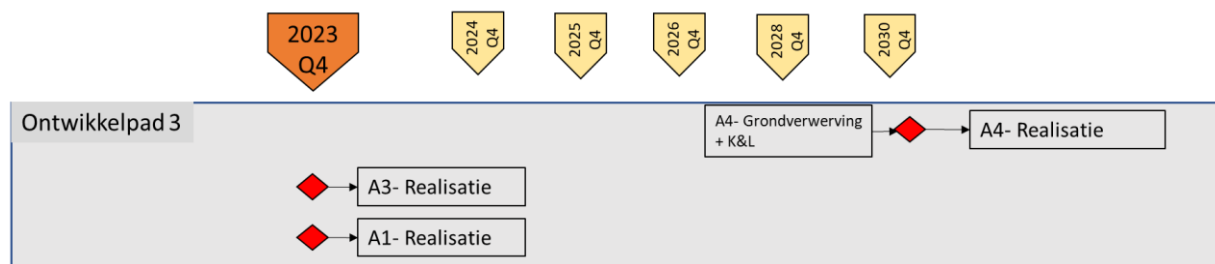 2023
Q4
2024
Q4
2025
Q4
2026
Q4
2028
Q4
2030
Q4
Ontwikkelpad 3
A4- Grondverwerving
+ K&L
A4- Realisatie
A3- Realisatie
A1- Realisatie